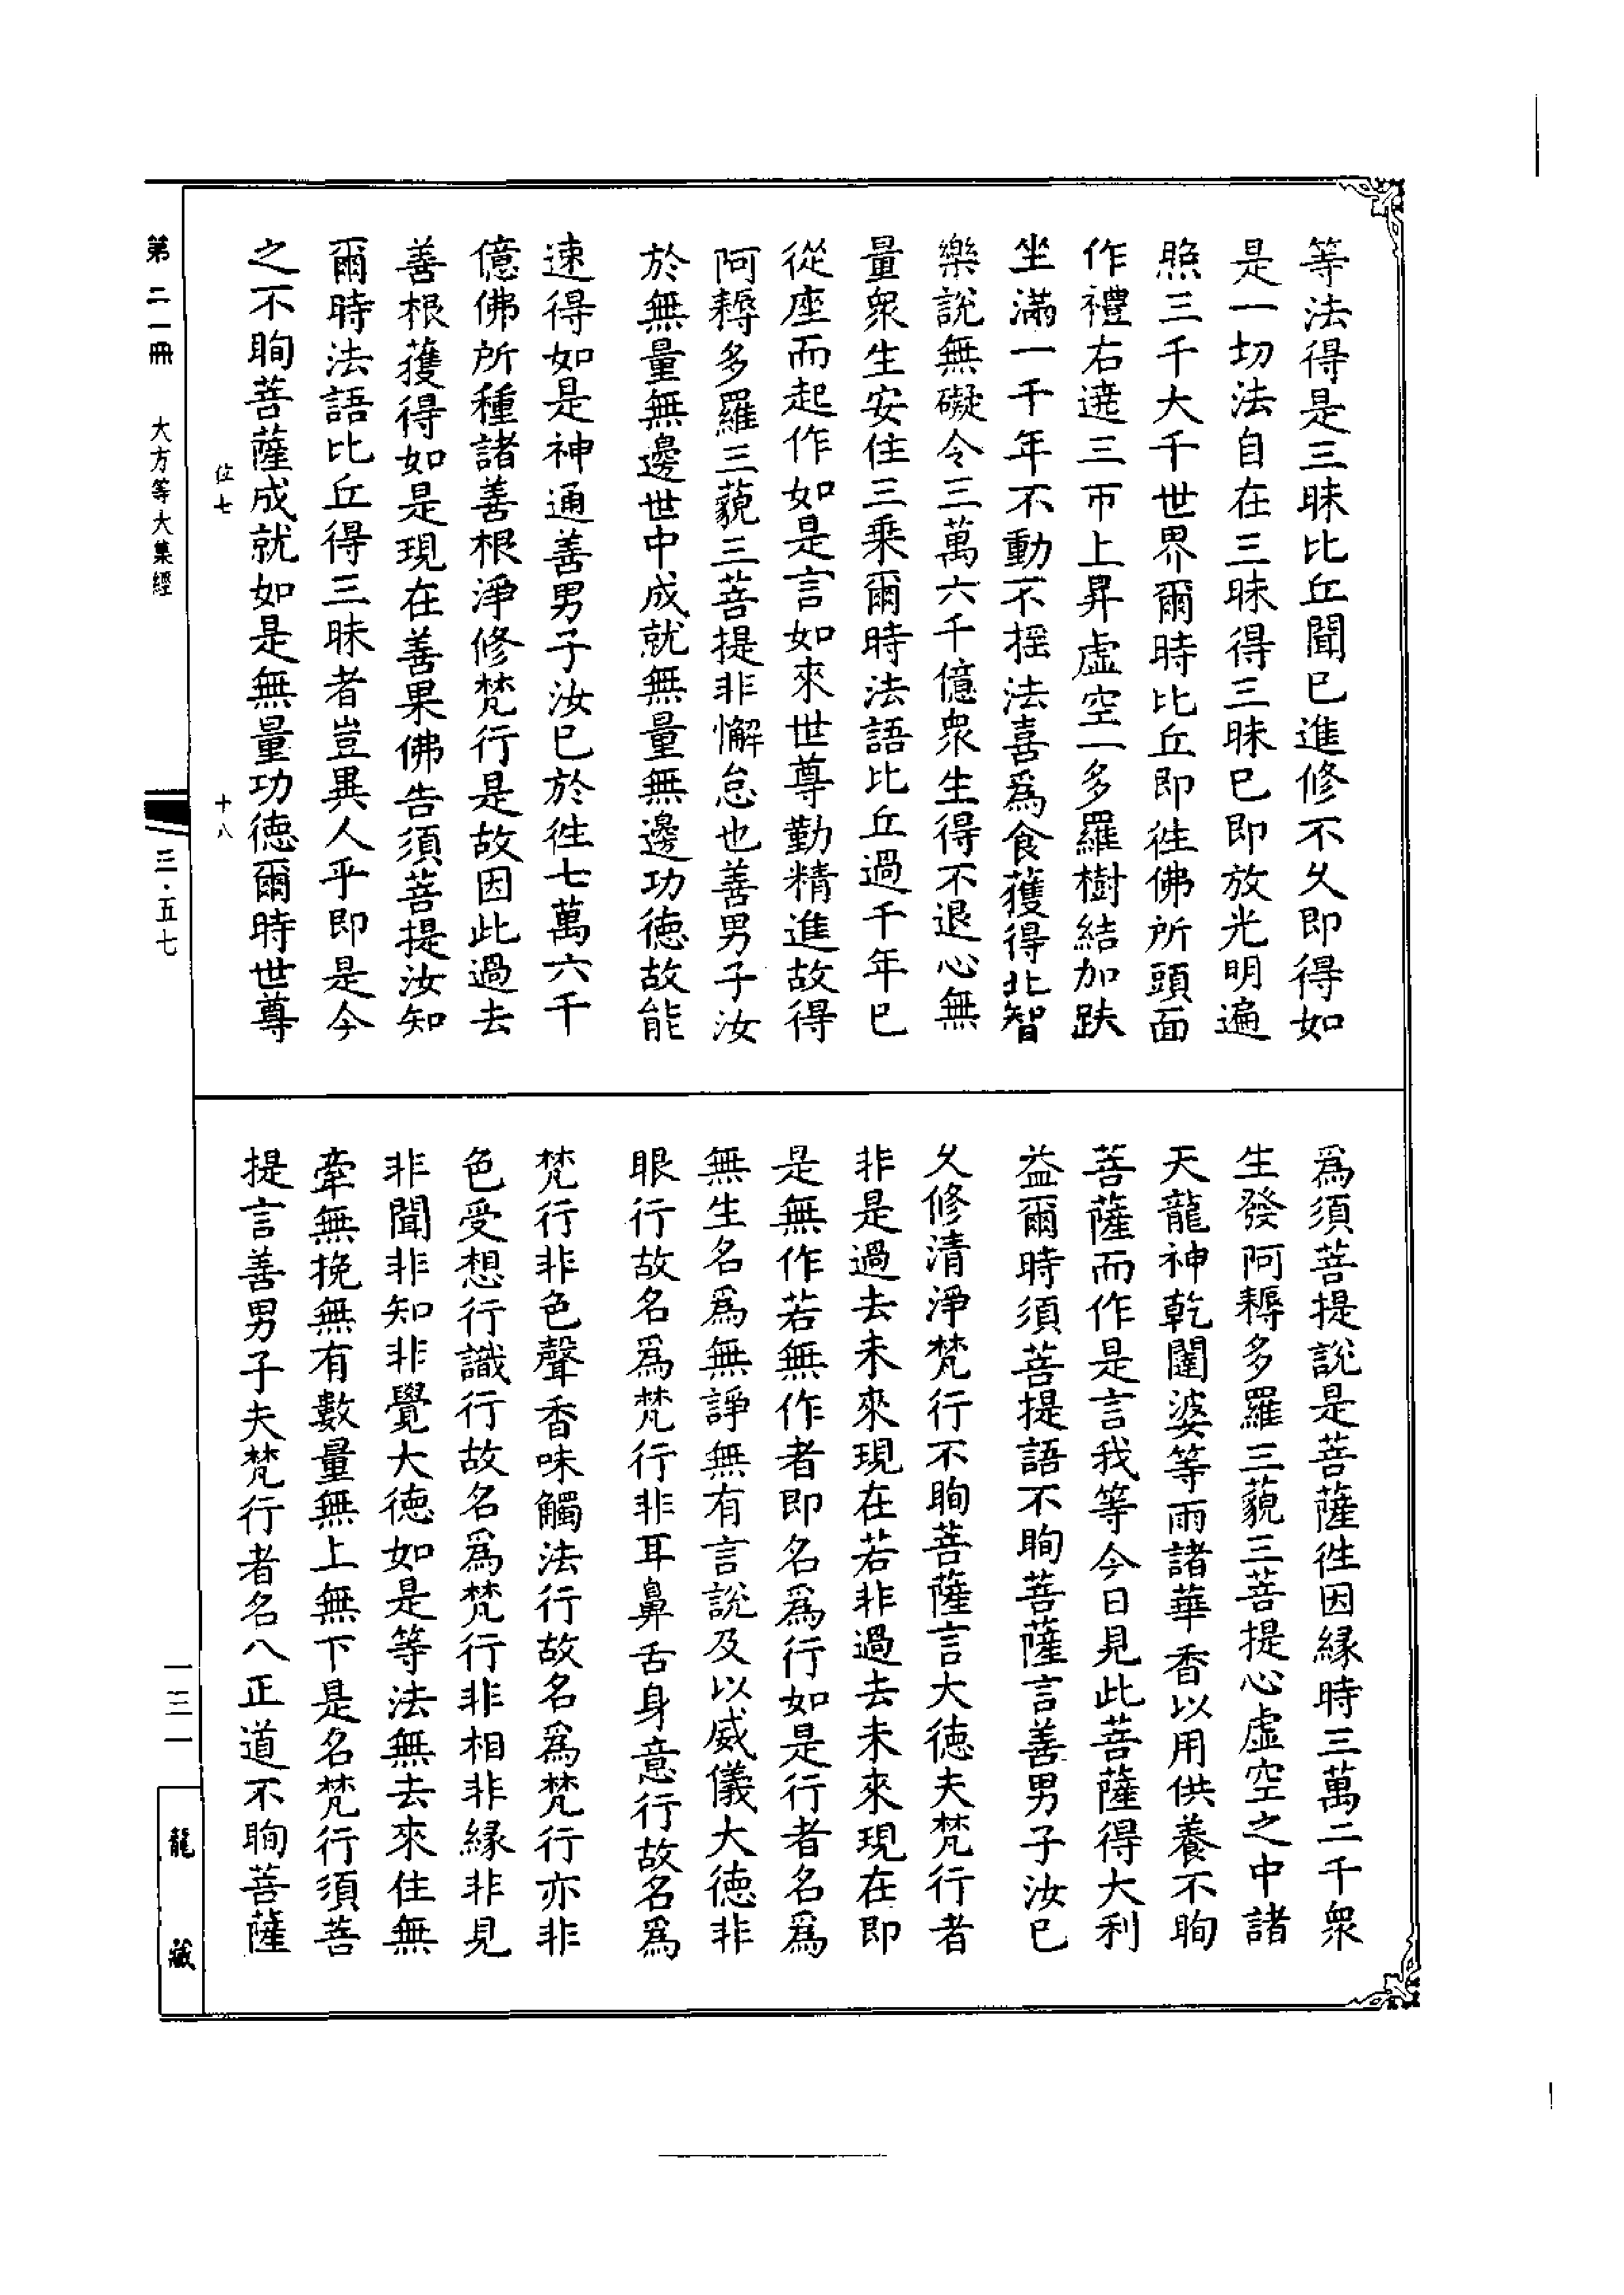 等法得是三昧比丘聞已進修不久即得如
是一切法自在三昧得三昧已即放光明遍
照三千大千世界爾時比丘即徃佛所頭面
作禮右遶三帀上昇虛空一多羅樹結加趺
坐滿一千年不動不搖法喜爲食獲得比智
樂說無礙令三萬六千億衆生得不退心無
量衆生安住三乗爾時法語比丘過千年已
從座而起作如是言如來世尊勤精進故得
阿耨多羅三藐三菩提非懈怠也善男子汝
於無量無邊世中成就無量無邊功德故能
速得如是神通善男子汝已於徃七萬六千
億佛所種諸善根淨修梵行是故因此過去
善根獲得如是現在善果佛告須菩提汝知
爾時法語比丘得三昧者豈異人乎即是今
之不眴菩薩成就如是無量功德爾時世尊
爲須菩提說是菩薩徃因緣時三萬二千衆
生發阿耨多羅三藐三菩提心虛空之中諸
天龍神乾闥婆等雨諸華香以用供養不眴
菩薩而作是言我等今日見此菩薩得大利
益爾時須菩提語不眴菩薩言善男子汝已
久修清淨梵行不眴菩薩言大德夫梵行者
非是過去未來現在若非過去未來現在即
是無作若無作者即名爲行如是行者名爲
無生名爲無諍無有言說及以威儀大德非
眼行故名爲梵行非耳鼻舌身意行故名爲
梵行非色聲香味觸法行故名爲梵行亦非
色受想行識行故名爲梵行非相非緣非見
非聞非知非覺大德如是等法無去來住無
牽無挽無有數量無上無下是名梵行須菩
提言善男子夫梵行者名八正道不眴菩薩
位七
十八
第二一冊
大方等大集經
三·五七
一三一
龍藏